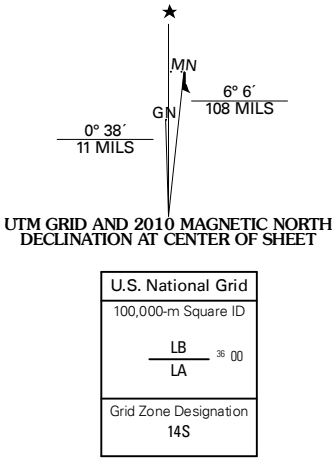 ★
MN
GN
6° 6´
108 MILS
0° 38´
11 MILS
UTM GRID AND 2010 MAGNETIC NORTH
DECLINATION AT CENTER OF SHEET
U.S. National Grid
100,000-m Square ID
LB
36 00
LA
Grid Zone Designation
14S